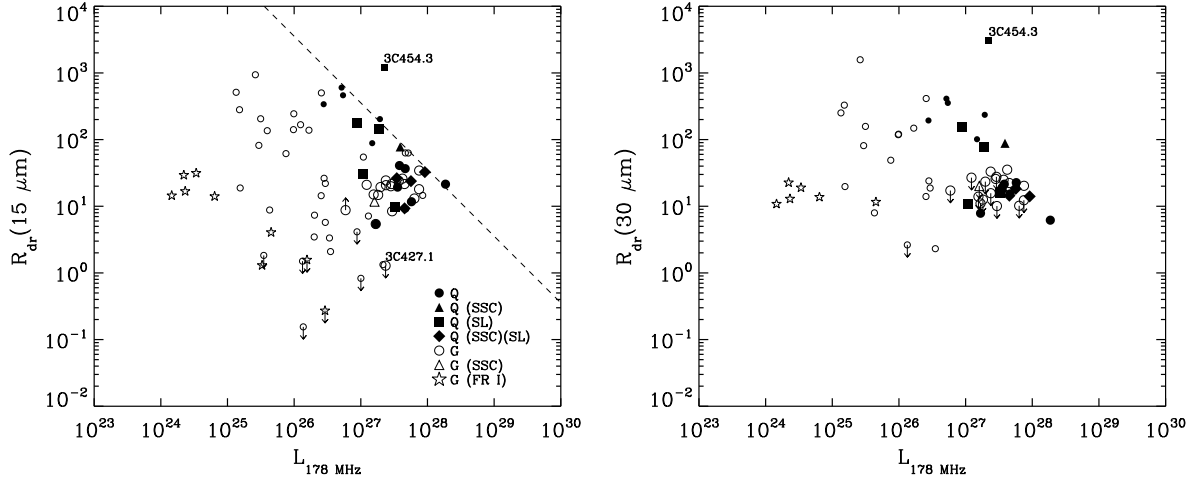 10^4
10^3
10^2
10^1
10^0
10^-1
10^-2
R_dr(15 μm)
3C454.3
3C427.1
Q
Q (SSC)
Q (SL)
Q (SSC)(SL)
G
G (SSC)
G (FR I)
10^23 10^24 10^25 10^26 10^27 10^28 10^29 10^30
L_178 MHz
10^4
10^3
10^2
10^1
10^0
10^-1
10^-2
R_dr(30 μm)
3C454.3
10^23 10^24 10^25 10^26 10^27 10^28 10^29 10^30
L_178 MHz